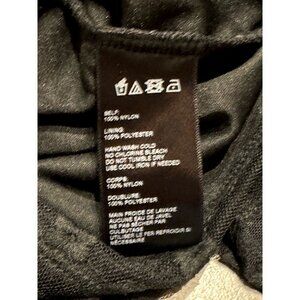 SELF:
100% NYLON
LINING:
100% POLYESTER
HAND WASH COLD
NO CHLORINE BLEACH
DO NOT TUMBLE DRY
USE COOL IRON IF NEEDED
CORPS:
100% NYLON
DOUBLURE:
100% POLYESTER
MAIN FROIDE DE LAVAGE
AUCUNE EAU DE JAVEL
NE PAS SÉCHER PAR
CULBUTAGE
UTILISER LE FER REFROIDIR SI
NÉCESSAIRE